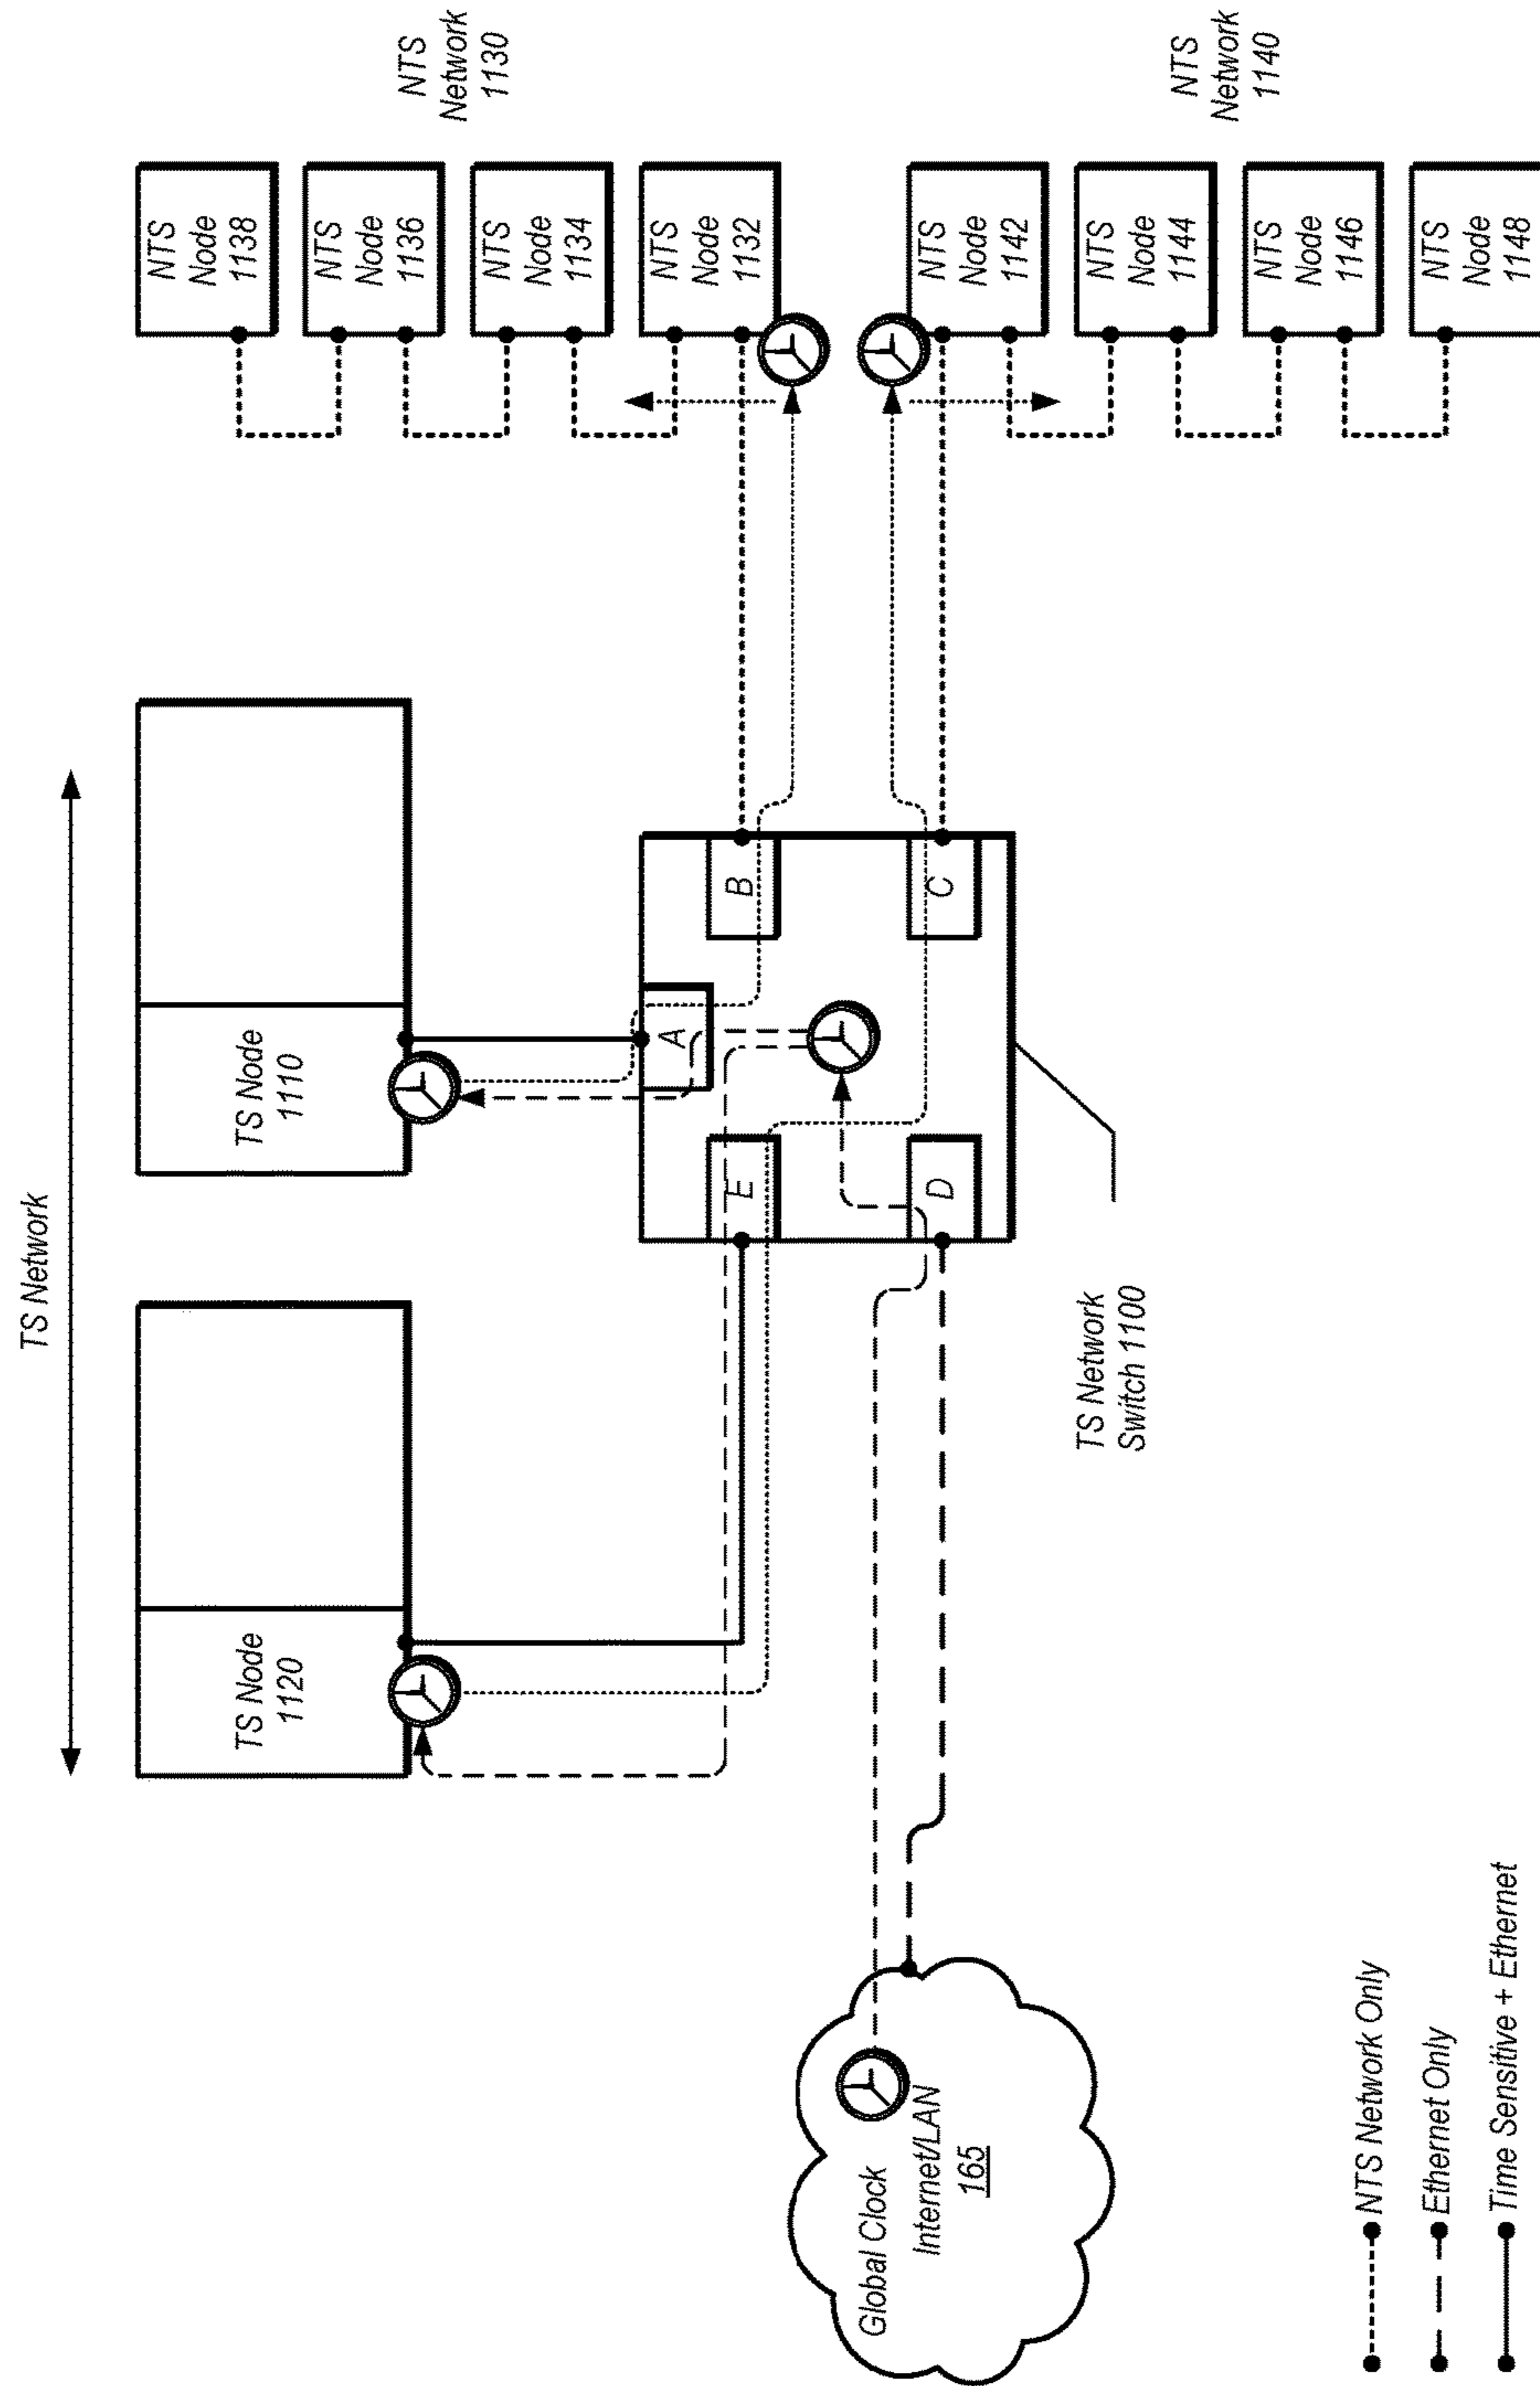 TS Network
TS Node
1120
TS Node
1110
NTS
Node
1138
NTS
Node
1136
NTS
Node
1134
NTS
Node
1132
NTS
Network
1130
A
E
B
D
C
Global Clock
Internet/LAN
165
TS Network
Switch 1100
NTS
Node
1142
NTS
Node
1144
NTS
Node
1146
NTS
Node
1148
NTS
Network
1140
NTS Network Only
Ethernet Only
Time Sensitive + Ethernet